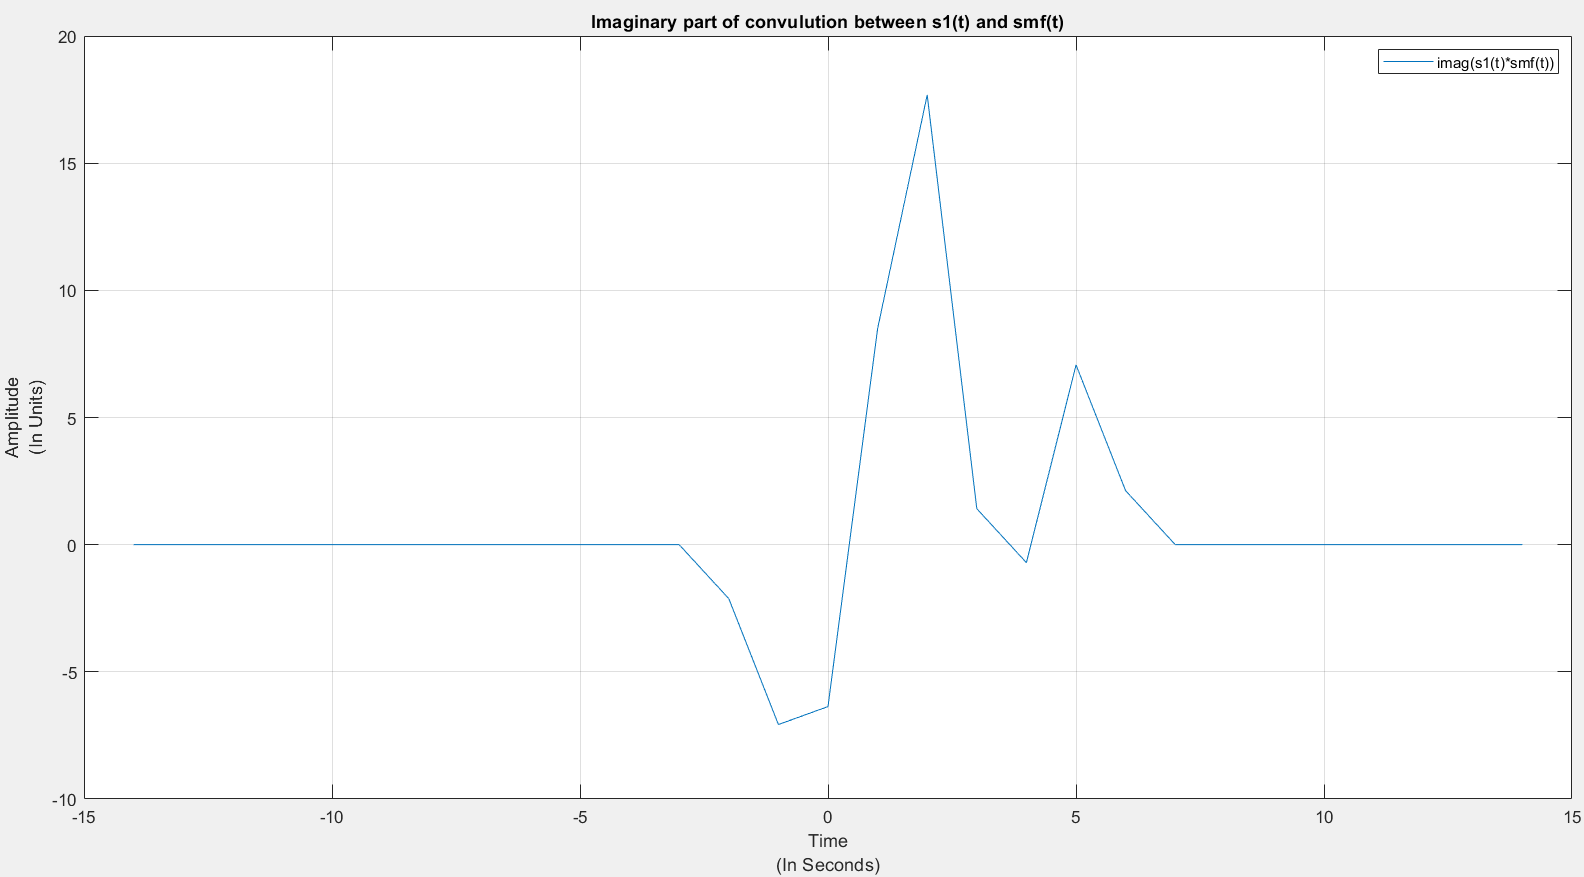 Imaginary part of convulution between s1(t) and smf(t)
imag(s1(t)*smf(t))
20
15
10
5
0
-5
-10
Amplitude
(In Units)
-15 -10 -5 0 5 10 15
Time
(In Seconds)